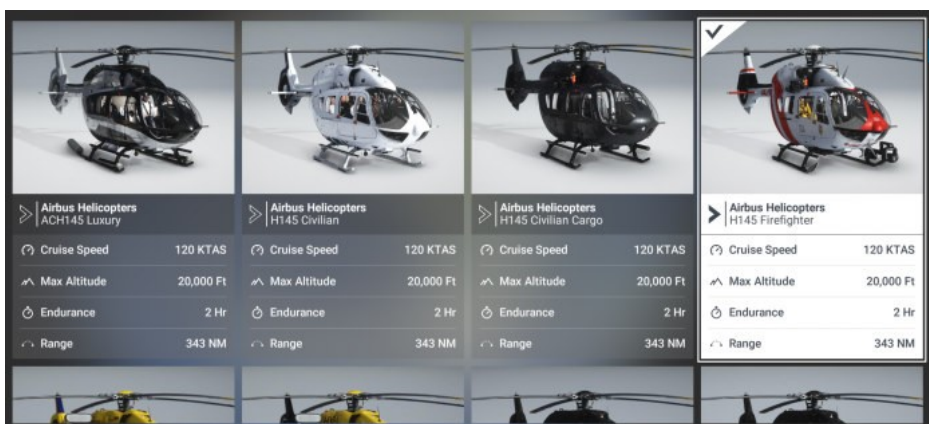 Airbus Helicopters
ACH145 Luxury
Cruise Speed 120 KTAS
Max Altitude 20,000 Ft
Endurance 2 Hr
Range 343 NM
Airbus Helicopters
H145 Civilian
Cruise Speed 120 KTAS
Max Altitude 20,000 Ft
Endurance 2 Hr
Range 343 NM
Airbus Helicopters
H145 Civilian Cargo
Cruise Speed 120 KTAS
Max Altitude 20,000 Ft
Endurance 2 Hr
Range 343 NM
Airbus Helicopters
H145 Firefighter
Cruise Speed 120 KTAS
Max Altitude 20,000 Ft
Endurance 2 Hr
Range 343 NM